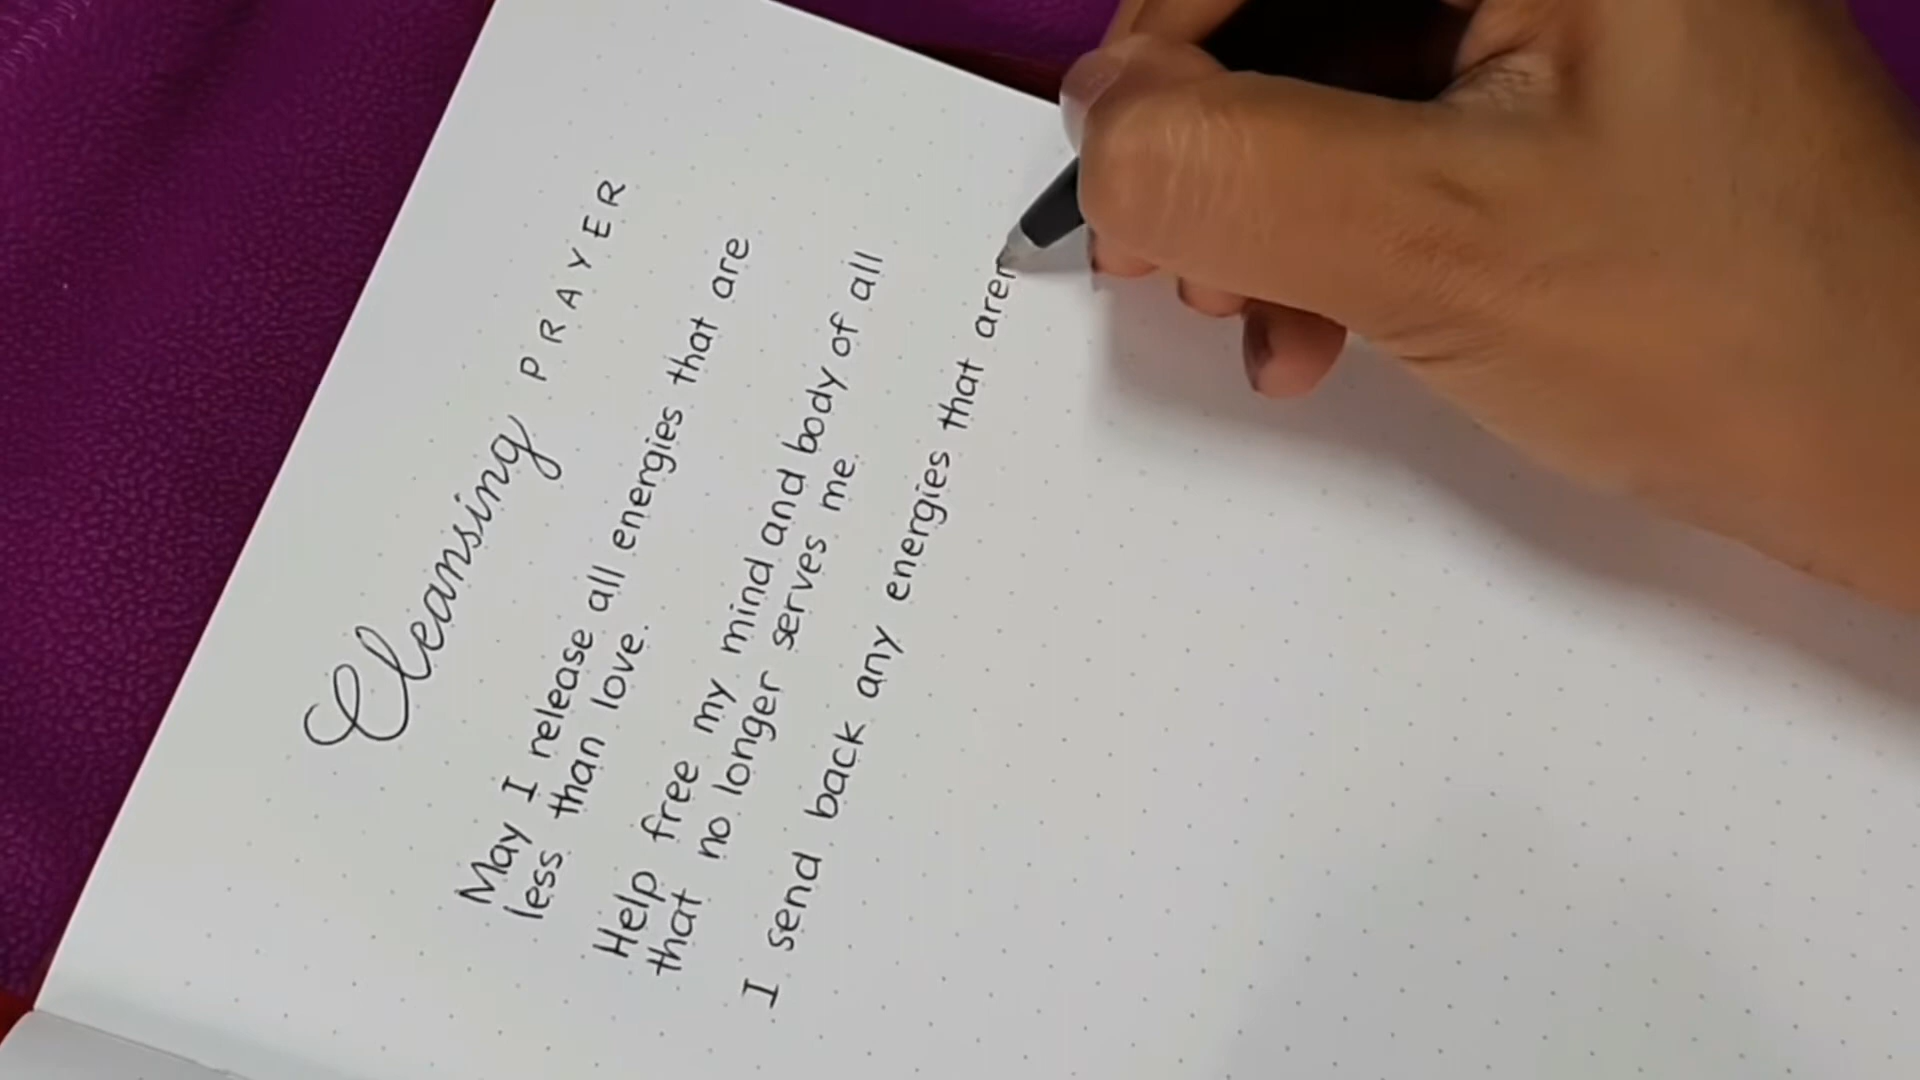 Cleansing PRAYER
May I release all energies that are
less than love.
Help free my mind and body of all
that no longer serves me.
I send back any energies that aren